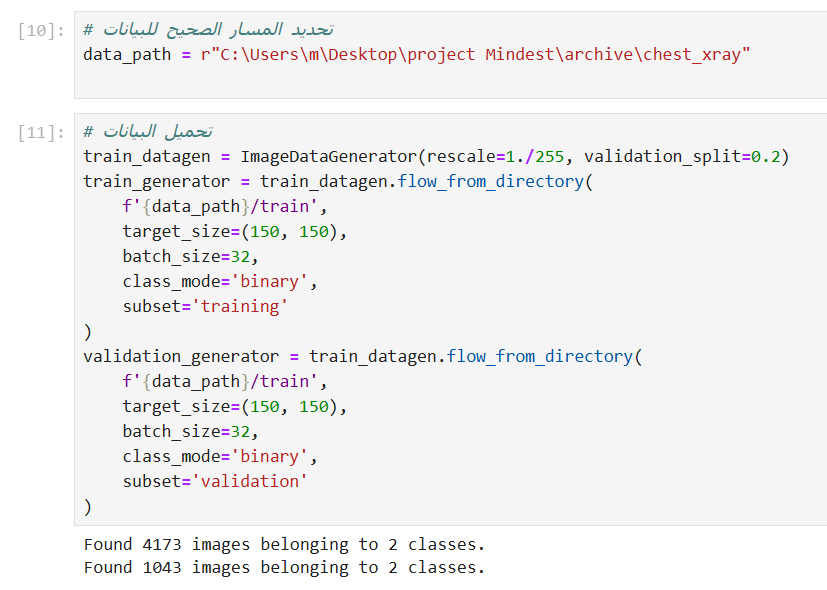 [10]: # تحديد المسار الصحيح للبيانات
data_path = r"C:\Users\m\Desktop\project Mindest\archive\chest_xray"
[11]: # تحميل البيانات
train_datagen = ImageDataGenerator(rescale=1./255, validation_split=0.2)
train_generator = train_datagen.flow_from_directory(
    f'{data_path}/train',
    target_size=(150, 150),
    batch_size=32,
    class_mode='binary',
    subset='training'
)
validation_generator = train_datagen.flow_from_directory(
    f'{data_path}/train',
    target_size=(150, 150),
    batch_size=32,
    class_mode='binary',
    subset='validation'
)
Found 4173 images belonging to 2 classes.
Found 1043 images belonging to 2 classes.